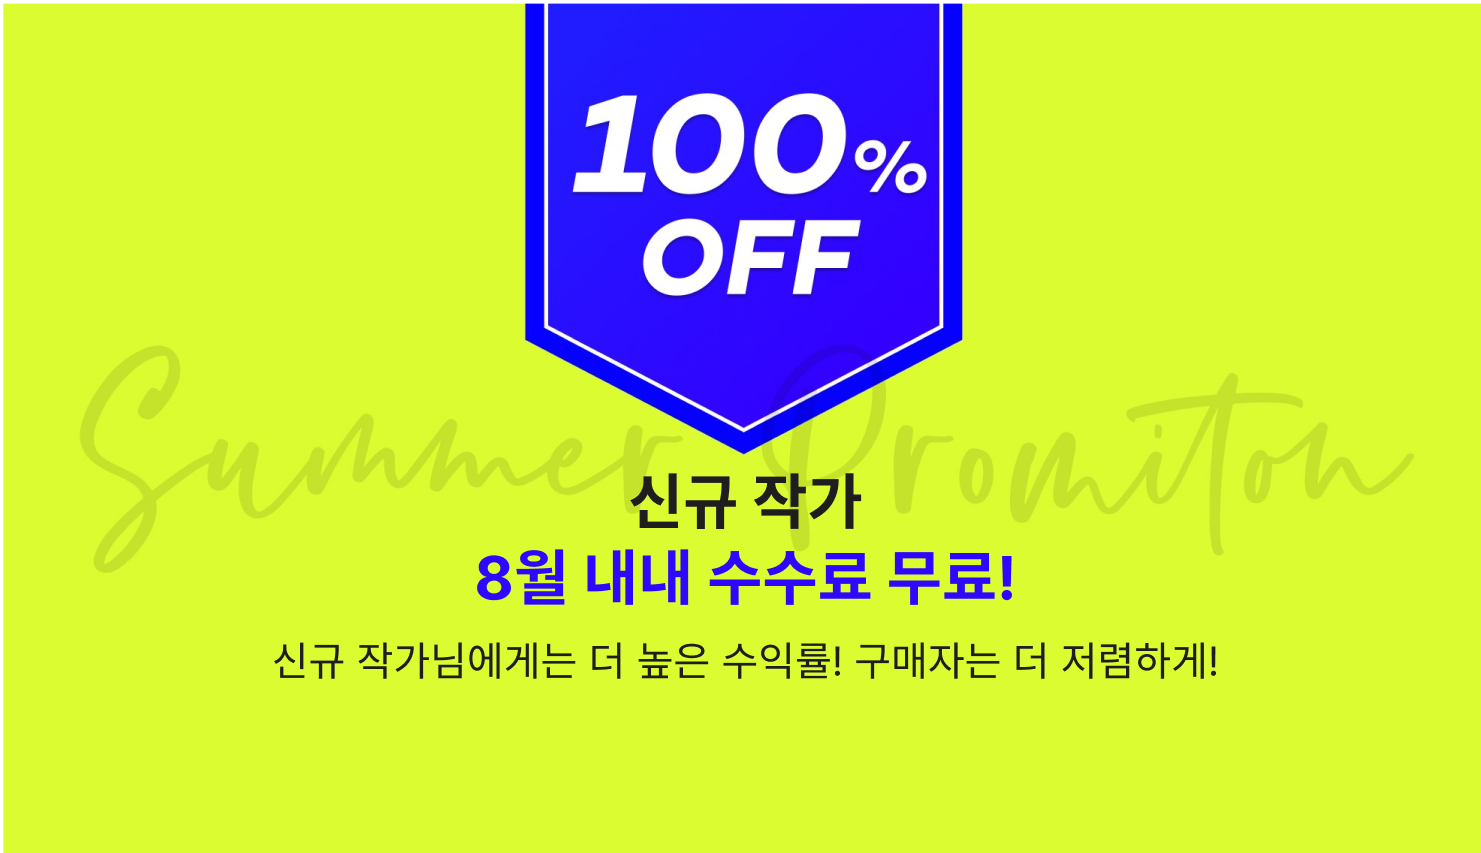 100%
OFF
Summer Promiton
신규 작가
8월 내내 수수료 무료!
신규 작가님에게는 더 높은 수익률! 구매자는 더 저렴하게!